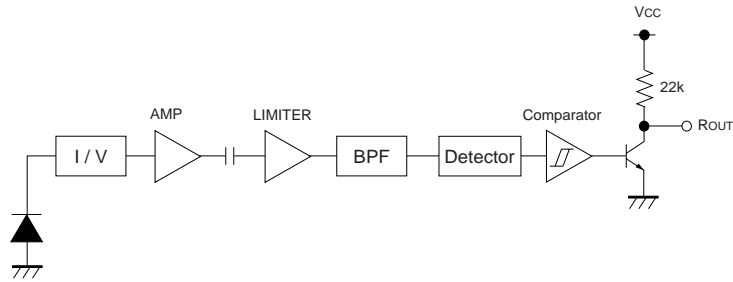 Vcc
22k
ROUT
AMP
LIMITER
Comparator
I / V
BPF
Detector